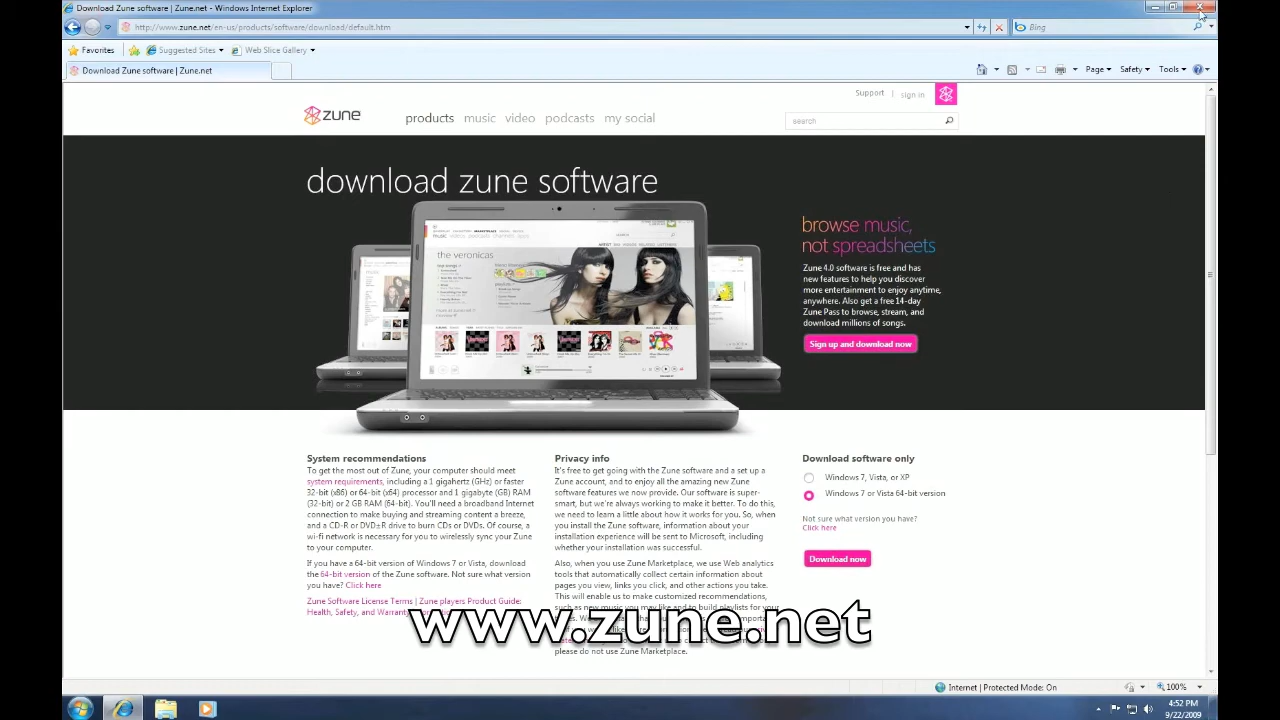 Download Zune software | Zune.net - Windows Internet Explorer
http://www.zune.net/en-us/products/software/download/default.htm
Bing
Favorites
Suggested Sites
Web Slice Gallery
Download Zune software | Zune.net
Page
Safety
Tools
Support | sign in
zune
products music video podcasts my social
search
download zune software
the veronicas
browse music,
not spreadsheets
Zune 4.0 software is free and has
new features to help you discover
more entertainment to enjoy anytime,
anywhere. Also get a free 14-day
Zune Pass to browse, stream, and
download millions of songs.
Sign up and download now
System recommendations
To get the most out of Zune, your computer should meet
system requirements, including a 1 gigahertz (GHz) or faster
32-bit (x86) or 64-bit (x64) processor and 1 gigabyte (GB) RAM
(32-bit) or 2 GB RAM (64-bit). You'll need a broadband Internet
connection to make buying and streaming content a breeze,
and a CD-R or DVD±R drive to burn CDs or DVDs. Of course, a
wi-fi network is necessary for you to wirelessly sync your Zune
to your computer.
If you have a 64-bit version of Windows 7 or Vista, download
the 64-bit version of the Zune software. Not sure what version
you have? Click here
Zune Software License Terms | Zune players Product Guide:
Health, Safety, and Warranty
Privacy info
It's free to get going with the Zune software and a set up a
Zune account, and to enjoy all the amazing new Zune
software features we now provide. Our software is super-
smart, but we're always working to make it better. To do this,
we need to learn a little about how it works for you. So, when
you install the Zune software, information about your
installation experience will be sent to Microsoft, including
whether your installation was successful.
Also, when you use Zune Marketplace, we use Web analytics
tools that automatically collect certain information about
pages you view, links you click, and other actions you take.
This will enable us to make customized recommendations,
such as new music you may like and to build playlists for you
please do not use Zune Marketplace.
Download software only
Windows 7, Vista, or XP
Windows 7 or Vista 64-bit version
Not sure what version you have?
Click here
Download now
www.zune.net
Internet | Protected Mode: On
100%
4:52 PM
9/22/2009